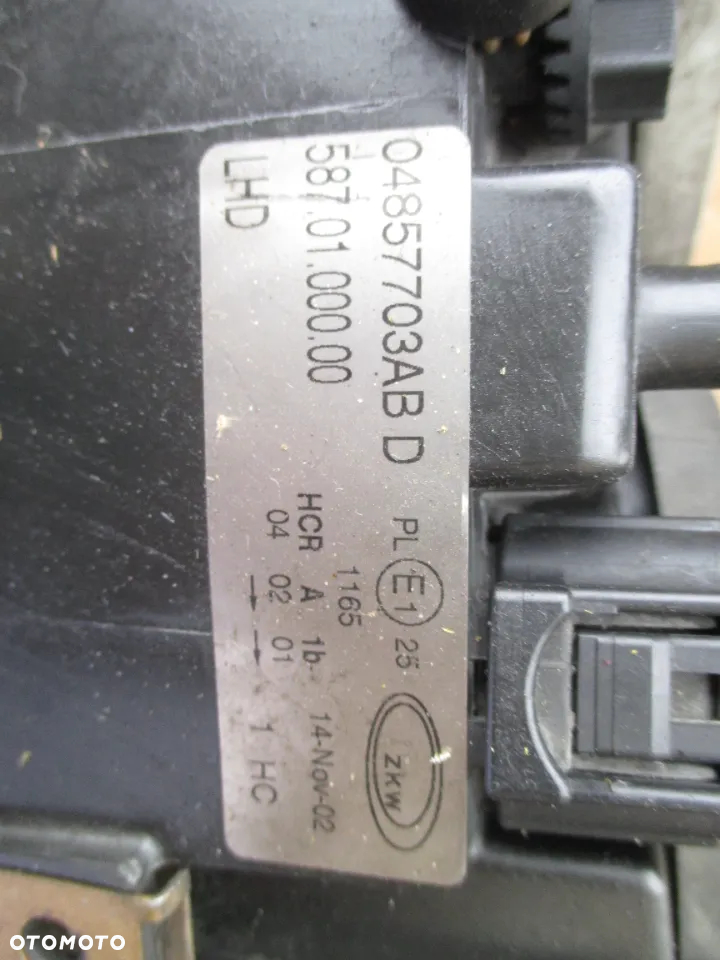 04857703AB D
587.01.000.00
LHD
PL E1 25
1165
HCR A 1b
04 02 01
14-Nov-02
1 HC
zkw
OTOMOTO